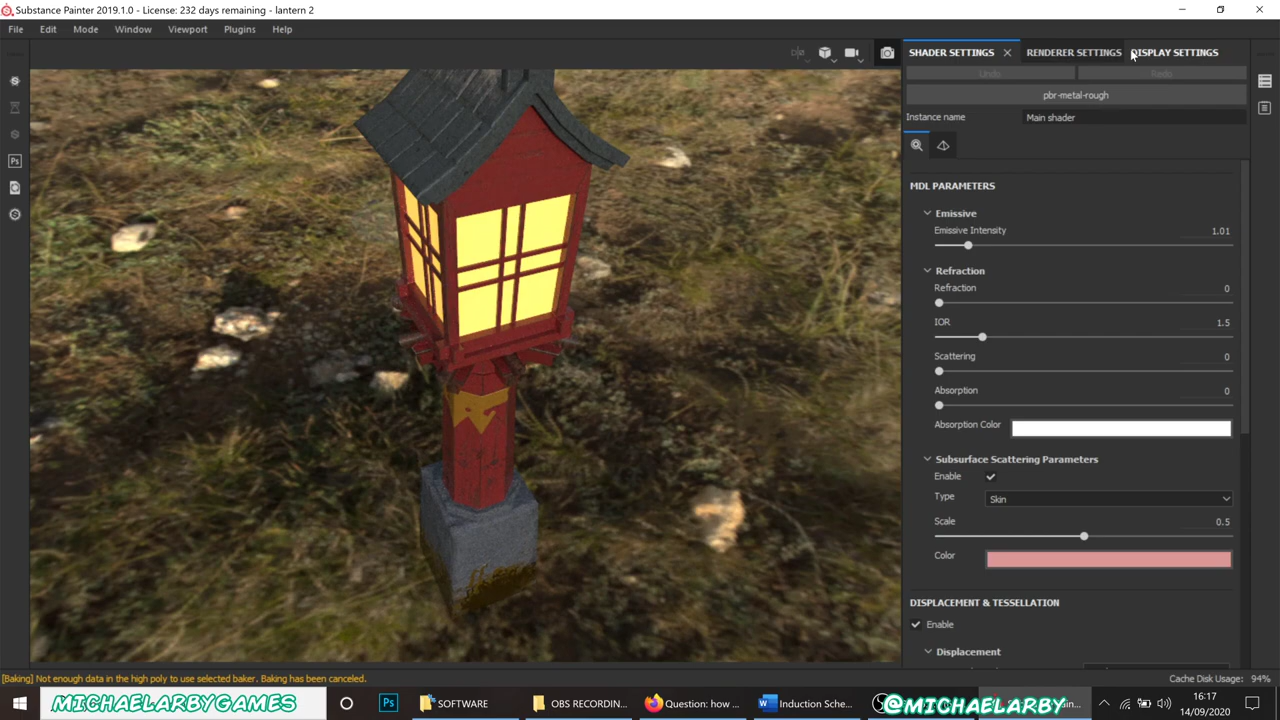 Substance Painter 2019.1.0 - License: 232 days remaining - lantern 2
File Edit Mode Window Viewport Plugins Help
SHADER SETTINGS RENDERER SETTINGS DISPLAY SETTINGS
Undo Redo
pbr-metal-rough
Instance name Main shader
MDL PARAMETERS
Emissive
Emissive Intensity 1.01
Refraction
Refraction 0
IOR 1.5
Scattering 0
Absorption 0
Absorption Color
Subsurface Scattering Parameters
Enable
Type Skin
Scale 0.5
Color
DISPLACEMENT & TESSELLATION
Enable
Displacement
[Baking] Not enough data in the high poly to use selected baker. Baking has been canceled.
Cache Disk Usage: 94%
Ps
MICHAELARBYGAMES
Ps
SOFTWARE
OBS RECORDIN...
Question: how ...
Induction Sche...
@MICHAELARBY
16:17
14/09/2020